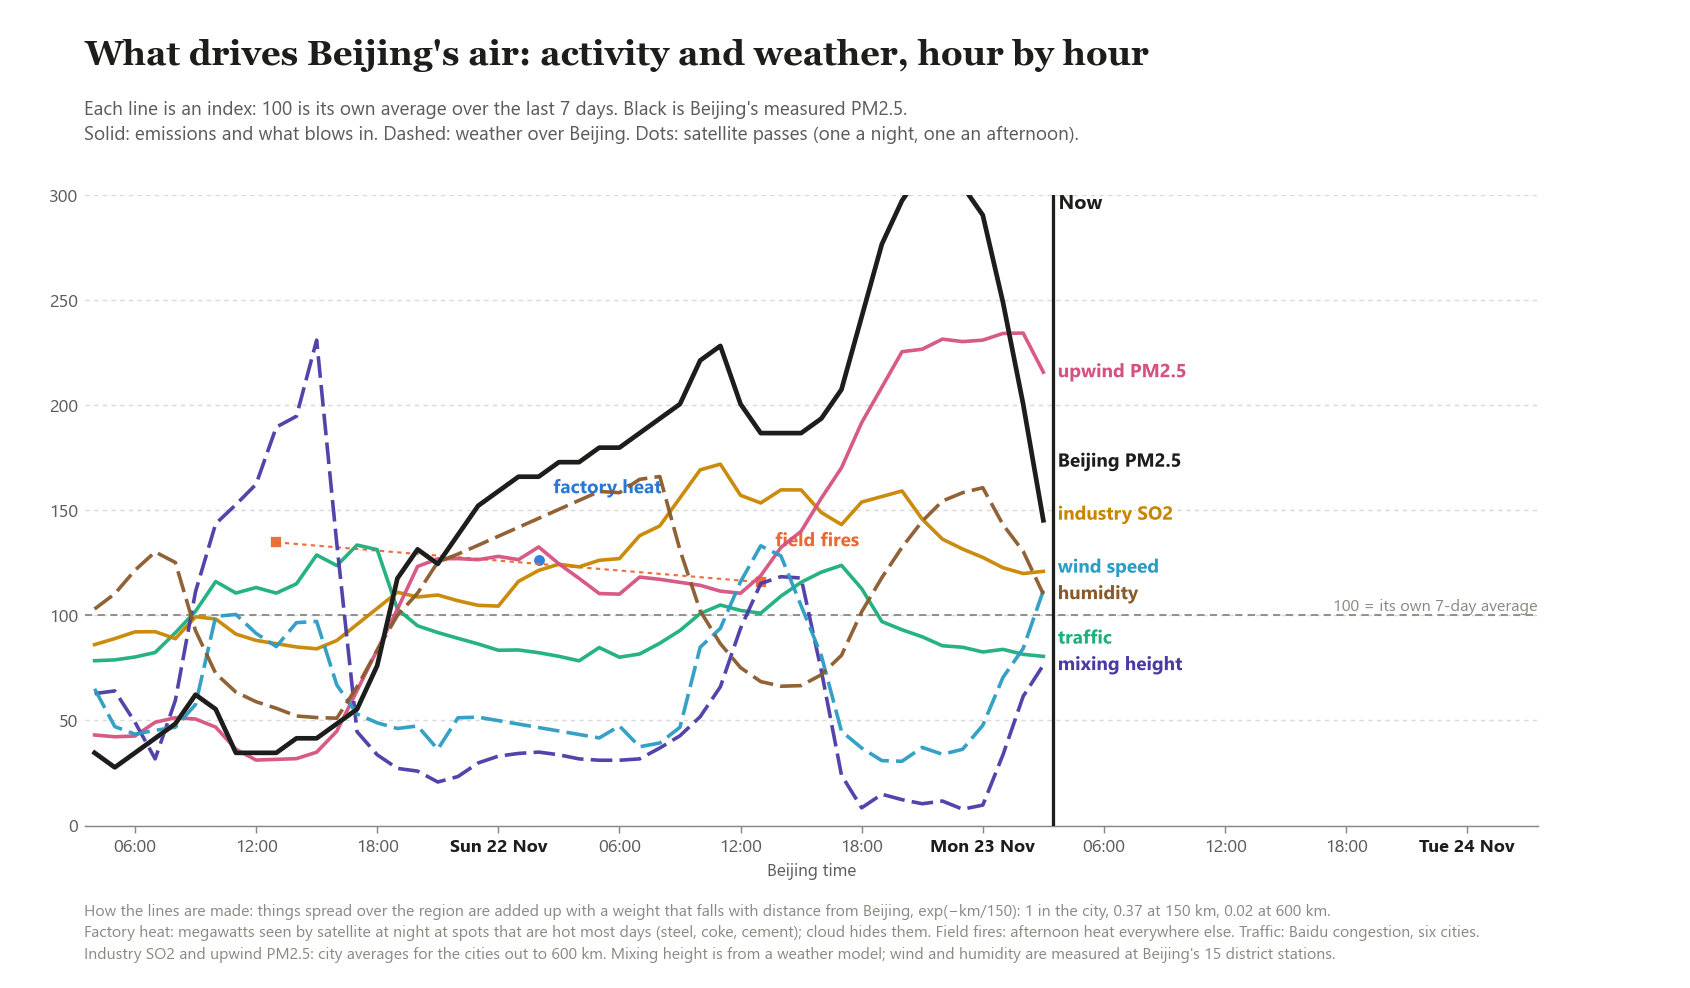 What drives Beijing's air: activity and weather, hour by hour
Each line is an index: 100 is its own average over the last 7 days. Black is Beijing's measured PM2.5.
Solid: emissions and what blows in. Dashed: weather over Beijing. Dots: satellite passes (one a night, one an afternoon).
300
Now
250
upwind PM2.5
200
Beijing PM2.5
factory heat
150
industry SO2
field fires
wind speed
humidity
100 = its own 7-day average
100
traffic
mixing height
50
0
06:00 12:00 18:00 Sun 22 Nov 06:00 12:00 18:00 Mon 23 Nov 06:00 12:00 18:00 Tue 24 Nov
Beijing time
How the lines are made: things spread over the region are added up with a weight that falls with distance from Beijing, exp(−km/150): 1 in the city, 0.37 at 150 km, 0.02 at 600 km.
Factory heat: megawatts seen by satellite at night at spots that are hot most days (steel, coke, cement); cloud hides them. Field fires: afternoon heat everywhere else. Traffic: Baidu congestion, six cities.
Industry SO2 and upwind PM2.5: city averages for the cities out to 600 km. Mixing height is from a weather model; wind and humidity are measured at Beijing's 15 district stations.